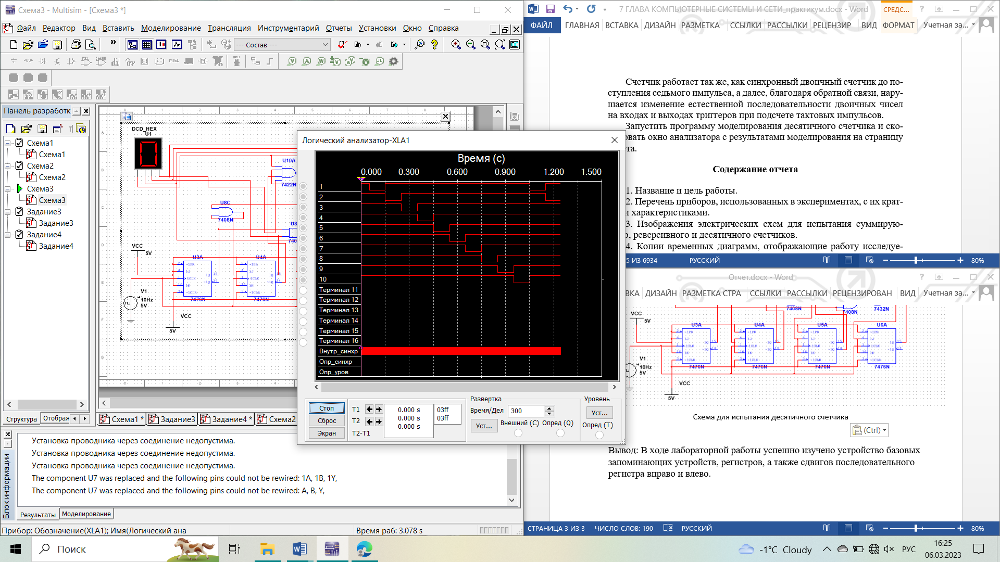 Схема3 - Multisim - [Схема3 *]
Файл Редактор Вид Вставить Моделирование Трансляция Инструментарий Отчеты Установки Окно Справка
--- Состав ---
MISC
Панель разработк
Схема1
Схема1
Схема2
Схема2
Схема3
Схема3
Задание3
Задание3
Задание4
Задание4
Структура Отображ
DCD_HEX
U1
U10A
7422N
U8C
7408N
U8
740
VCC
5V
U3A
U4A
~1PR
1J
1CLK
1K
~1CLR
1Q
~1Q
7476N
7476N
V1
10Hz
5V
VCC
5V
Схема1 * Задание3 Задание4 * Схема2
Логический анализатор-XLA1
Время (с)
0.000 0.300 0.600 0.900 1.200 1.500
1
2
3
4
5
6
7
8
9
10
Терминал 11
Терминал 12
Терминал 13
Терминал 14
Терминал 15
Терминал 16
Внутр_синхр
Опр_синхр
Опр_уров
Стоп
Сброс
Экран
T1
T2
T2-T1
0.000 s
0.000 s
0.000 s
03ff
03ff
Развертка
Время/Дел 300
Уст...
Внешний (C) Опред (Q)
Уровень
Уст...
Опред (T)
Блок информации
Установка проводника через соединение недопустима.
Установка проводника через соединение недопустима.
Установка проводника через соединение недопустима.
The component U7 was replaced and the following pins could not be rewired: 1A, 1B, 1Y,
The component U7 was replaced and the following pins could not be rewired: A, B, Y,
Результаты Моделирование
Прибор: Обозначение(XLA1); Имя(Логический ана
Время раб: 3.078 s
7 ГЛАВА КОМПЬЮТЕРНЫЕ СИСТЕМЫ И СЕТИ_практикум.docx - Word
СРЕДС...
ФАЙЛ ГЛАВНАЯ ВСТАВКА ДИЗАЙН РАЗМЕТКА ССЫЛКИ РАССЫЛКИ РЕЦЕНЗИР ВИД ФОРМАТ Учетная за...
Счетчик работает так же, как синхронный двоичный счетчик до по-
ступления седьмого импульса, а далее, благодаря обратной связи, нару-
шается изменение естественной последовательности двоичных чисел
на входах и выходах триггеров при подсчете тактовых импульсов.
Запустить программу моделирования десятичного счетчика и ско-
овать окно анализатора с результатами моделирования на страницу
та.
Содержание отчета
1. Название и цель работы.
2. Перечень приборов, использованных в экспериментах, с их крат-
и характеристиками.
3. Изображения электрических схем для испытания суммирую-
о, реверсивного и десятичного счетчиков.
4. Копии временных диаграмм, отображающие работу исследуе-
5 ИЗ 6934 РУССКИЙ 80%
Отчёт.docx - Word
ВКА ДИЗАЙН РАЗМЕТКА СТРА ССЫЛКИ РАССЫЛКИ РЕЦЕНЗИРОВАН ВИД Учетная за...
7408N
7408N
7432N
VCC
5V
U3A
U4A
U5A
U6A
7476N
7476N
7476N
7476N
V1
10Hz
5V
VCC
5V
Схема для испытания десятичного счетчика
(Ctrl)
Вывод: В ходе лабораторной работы успешно изучено устройство базовых
запоминающих устройств, регистров, а также сдвигов последовательного
регистра вправо и влево.
СТРАНИЦА 3 ИЗ 3 ЧИСЛО СЛОВ: 190 РУССКИЙ 80%
Поиск
-1°C Cloudy
РУС
16:25
06.03.2023